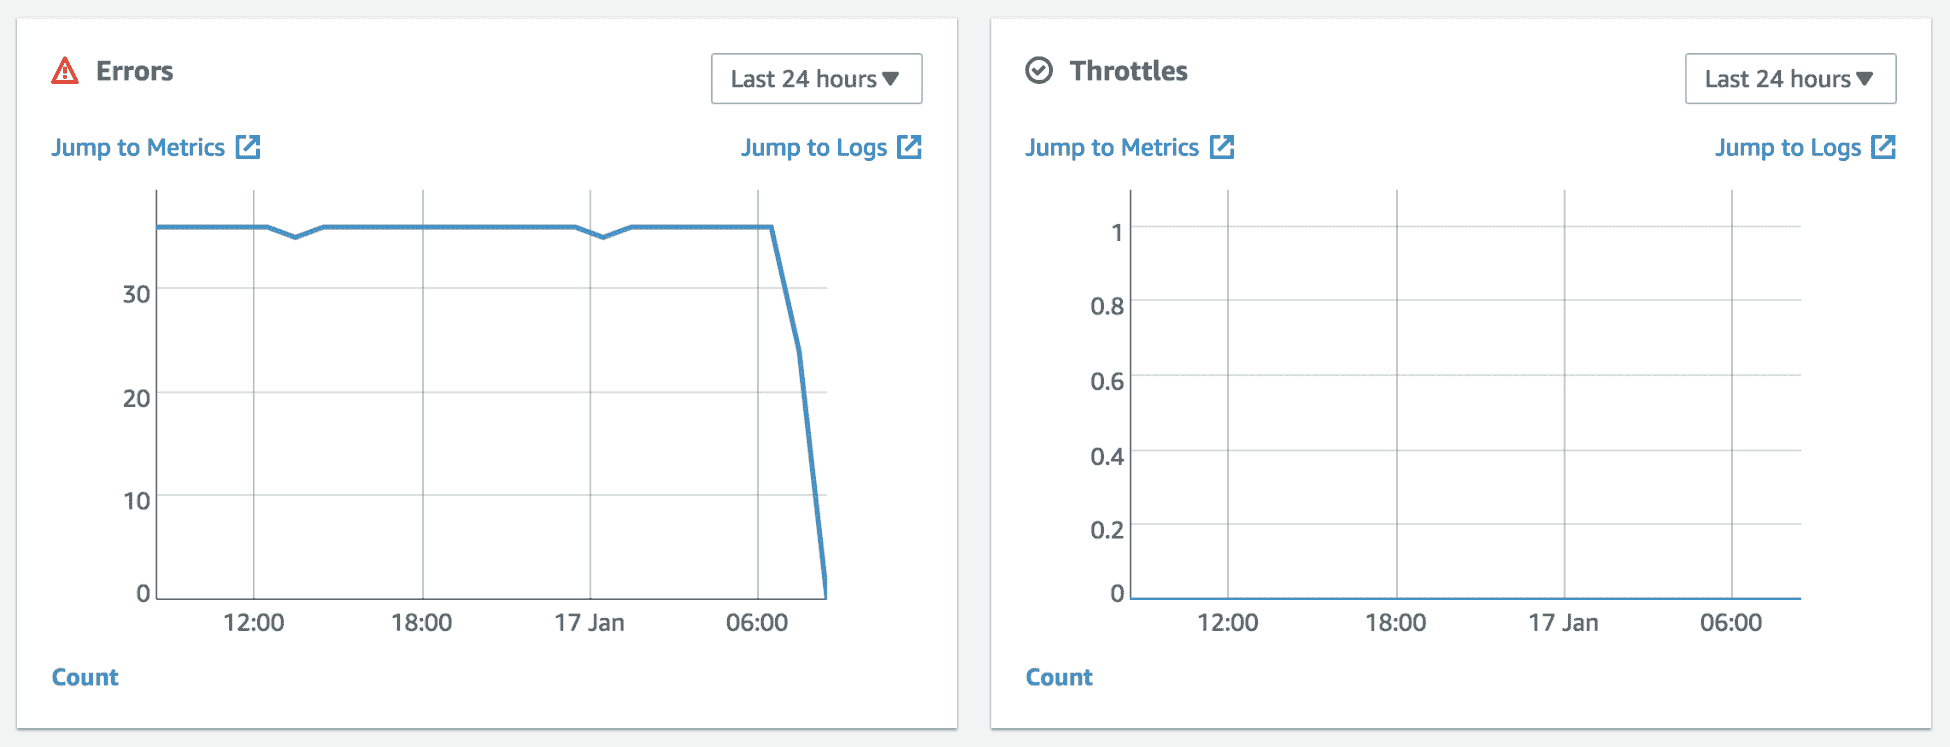 Errors
Last 24 hours
Jump to Metrics
Jump to Logs
30
20
10
0
12:00
18:00
17 Jan
06:00
Count
Throttles
Last 24 hours
Jump to Metrics
Jump to Logs
1
0.8
0.6
0.4
0.2
0
12:00
18:00
17 Jan
06:00
Count